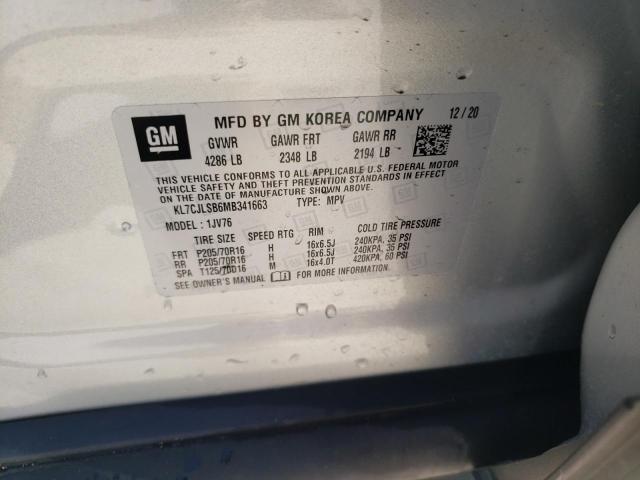 GM
MFD BY GM KOREA COMPANY 12/20
GVWR GAWR FRT GAWR RR
4286 LB 2348 LB 2194 LB
THIS VEHICLE CONFORMS TO ALL APPLICABLE U.S. FEDERAL MOTOR
VEHICLE SAFETY AND THEFT PREVENTION STANDARDS IN EFFECT
ON THE DATE OF MANUFACTURE SHOWN ABOVE.
KL7CJLSB6MB341663 TYPE: MPV
MODEL: 1JV76
TIRE SIZE SPEED RTG RIM COLD TIRE PRESSURE
FRT P205/70R16 H 16x6.5J 240KPA, 35 PSI
RR P205/70R16 H 16x6.5J 240KPA, 35 PSI
SPA T125/70D16 M 16x4.0T 420KPA, 60 PSI
SEE OWNER'S MANUAL FOR MORE INFORMATION.